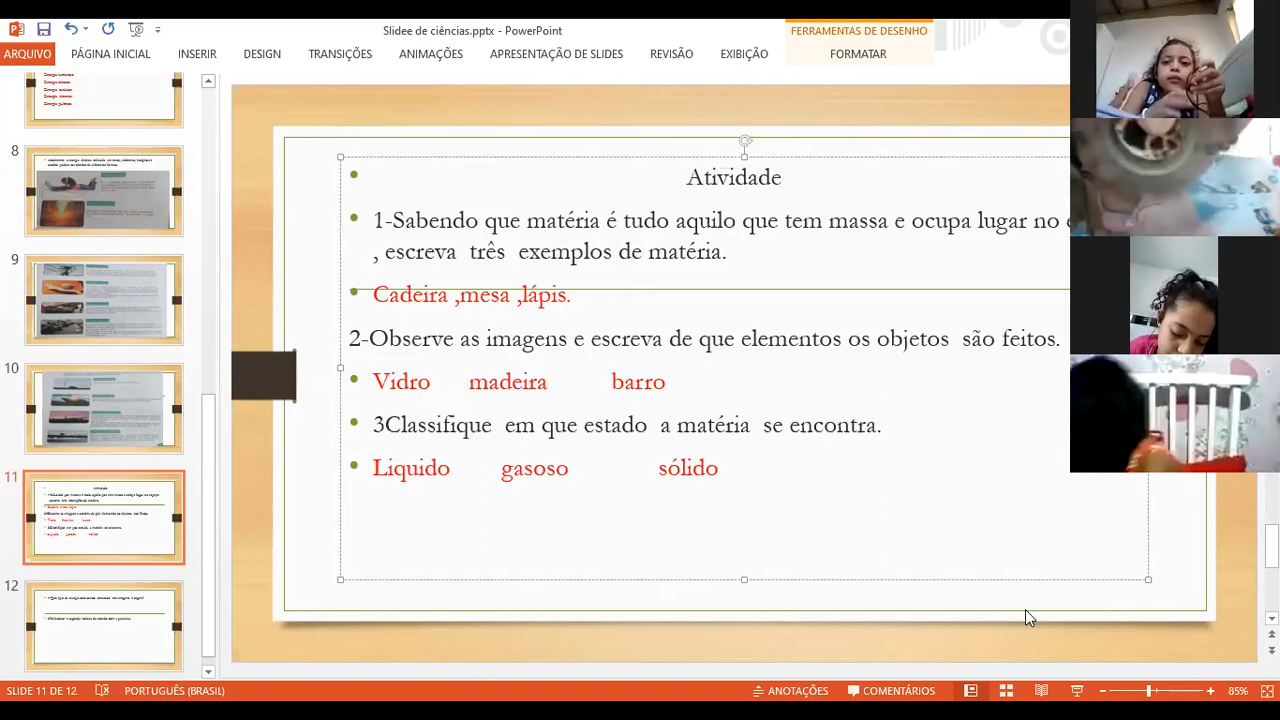 Slidee de ciências.pptx - PowerPoint
FERRAMENTAS DE DESENHO
ARQUIVO PÁGINA INICIAL INSERIR DESIGN TRANSIÇÕES ANIMAÇÕES APRESENTAÇÃO DE SLIDES REVISÃO EXIBIÇÃO FORMATAR
8
9
10
11
12
Atividade
1-Sabendo que matéria é tudo aquilo que tem massa e ocupa lugar no
, escreva três exemplos de matéria.
Cadeira ,mesa ,lápis.
2-Observe as imagens e escreva de que elementos os objetos são feitos.
Vidro madeira barro
3Classifique em que estado a matéria se encontra.
Liquido gasoso sólido
SLIDE 11 DE 12 PORTUGUÊS (BRASIL) ANOTAÇÕES COMENTÁRIOS 85%